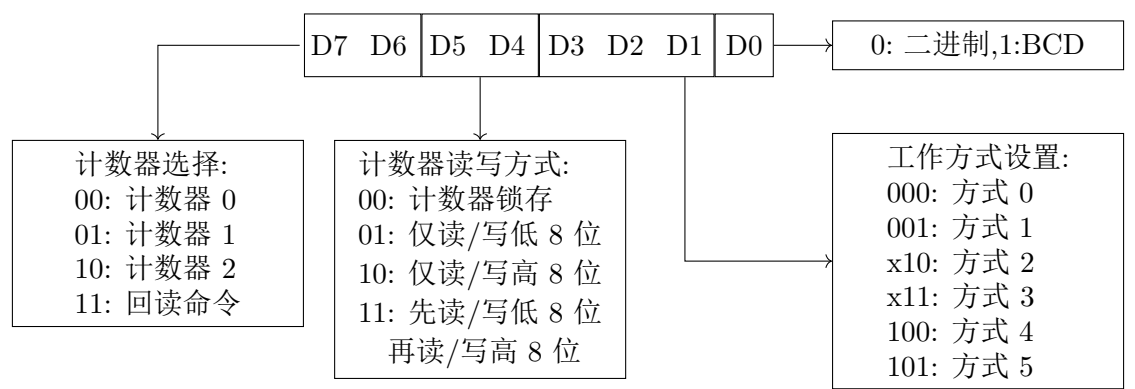 D7 D6 D5 D4 D3 D2 D1 D0
0: 二进制,1:BCD
计数器选择:
00: 计数器 0
01: 计数器 1
10: 计数器 2
11: 回读命令
计数器读写方式:
00: 计数器锁存
01: 仅读/写低 8 位
10: 仅读/写高 8 位
11: 先读/写低 8 位
再读/写高 8 位
工作方式设置:
000: 方式 0
001: 方式 1
x10: 方式 2
x11: 方式 3
100: 方式 4
101: 方式 5